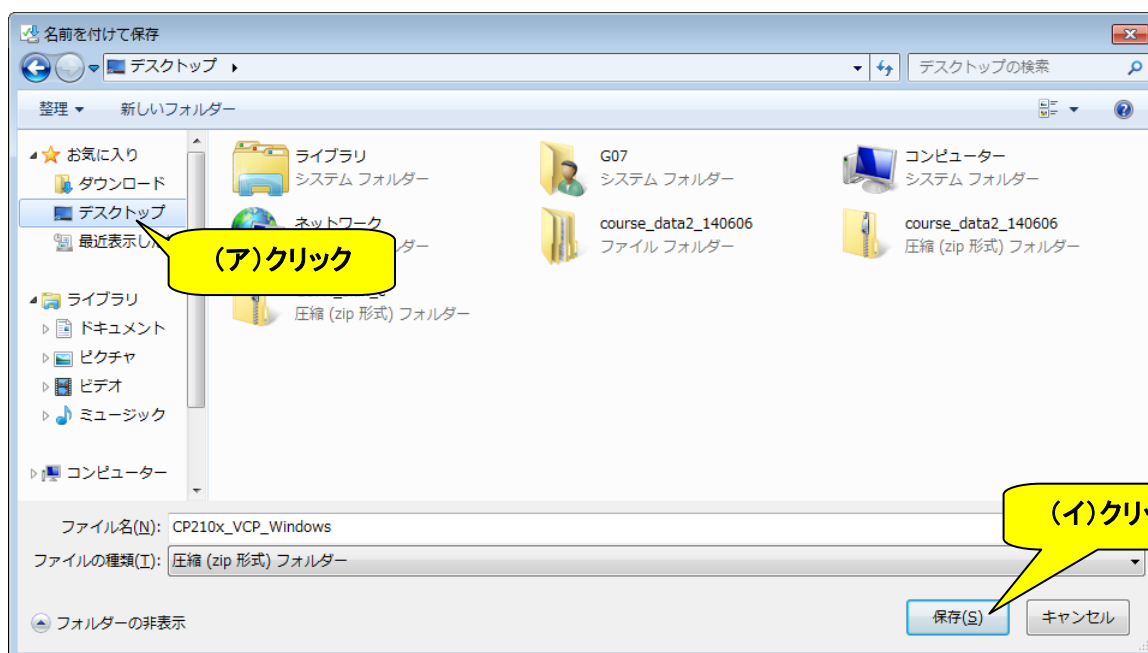 名前を付けて保存
デスクトップ
デスクトップの検索
整理
新しいフォルダー
お気に入り
ダウンロード
デスクトップ
最近表示し
ライブラリ
ドキュメント
ピクチャ
ビデオ
ミュージック
コンピューター
ライブラリ
システム フォルダー
G07
システム フォルダー
コンピューター
システム フォルダー
ネットワーク
ダー
course_data2_140606
ファイル フォルダー
course_data2_140606
圧縮 (zip 形式) フォルダー
圧縮 (zip 形式) フォルダー
(ア)クリック
ファイル名(N): CP210x_VCP_Windows
(イ)クリ
ファイルの種類(T): 圧縮 (zip 形式) フォルダー
フォルダーの非表示
保存(S)
キャンセル